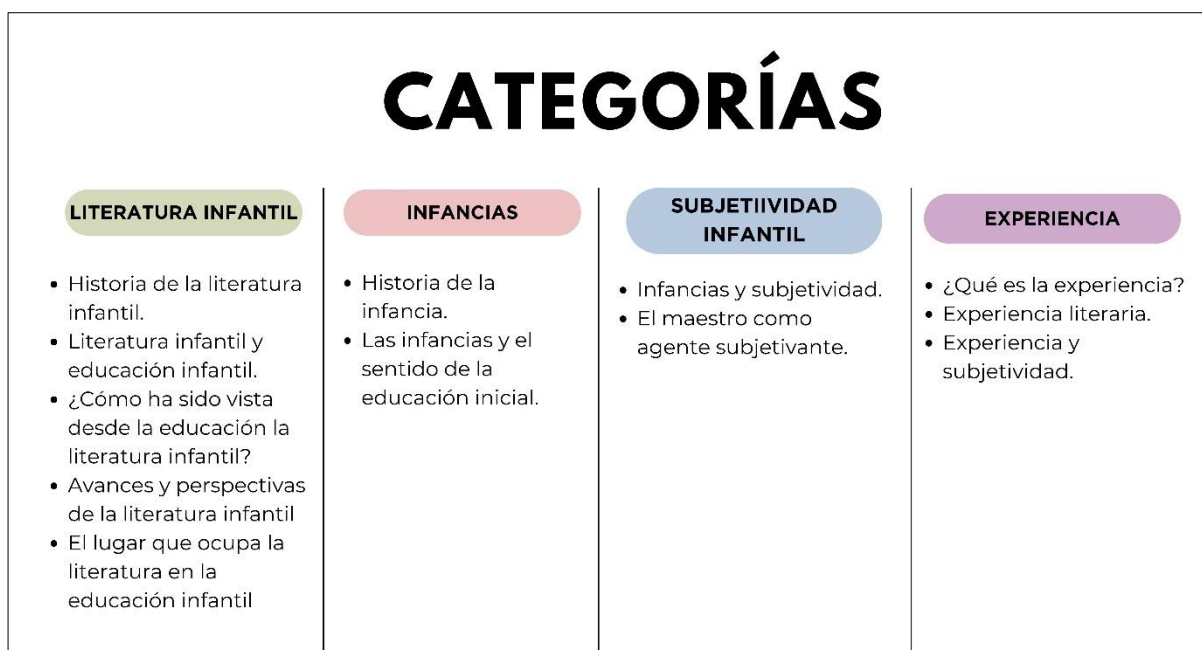 CATEGORÍAS
LITERATURA INFANTIL
• Historia de la literatura
infantil.
• Literatura infantil y
educación infantil.
• ¿Cómo ha sido vista
desde la educación la
literatura infantil?
• Avances y perspectivas
de la literatura infantil
• El lugar que ocupa la
literatura en la
educación infantil
INFANCIAS
• Historia de la
infancia.
• Las infancias y el
sentido de la
educación inicial.
SUBJETIIVIDAD
INFANTIL
• Infancias y subjetividad.
• El maestro como
agente subjetivante.
EXPERIENCIA
• ¿Qué es la experiencia?
• Experiencia literaria.
• Experiencia y
subjetividad.